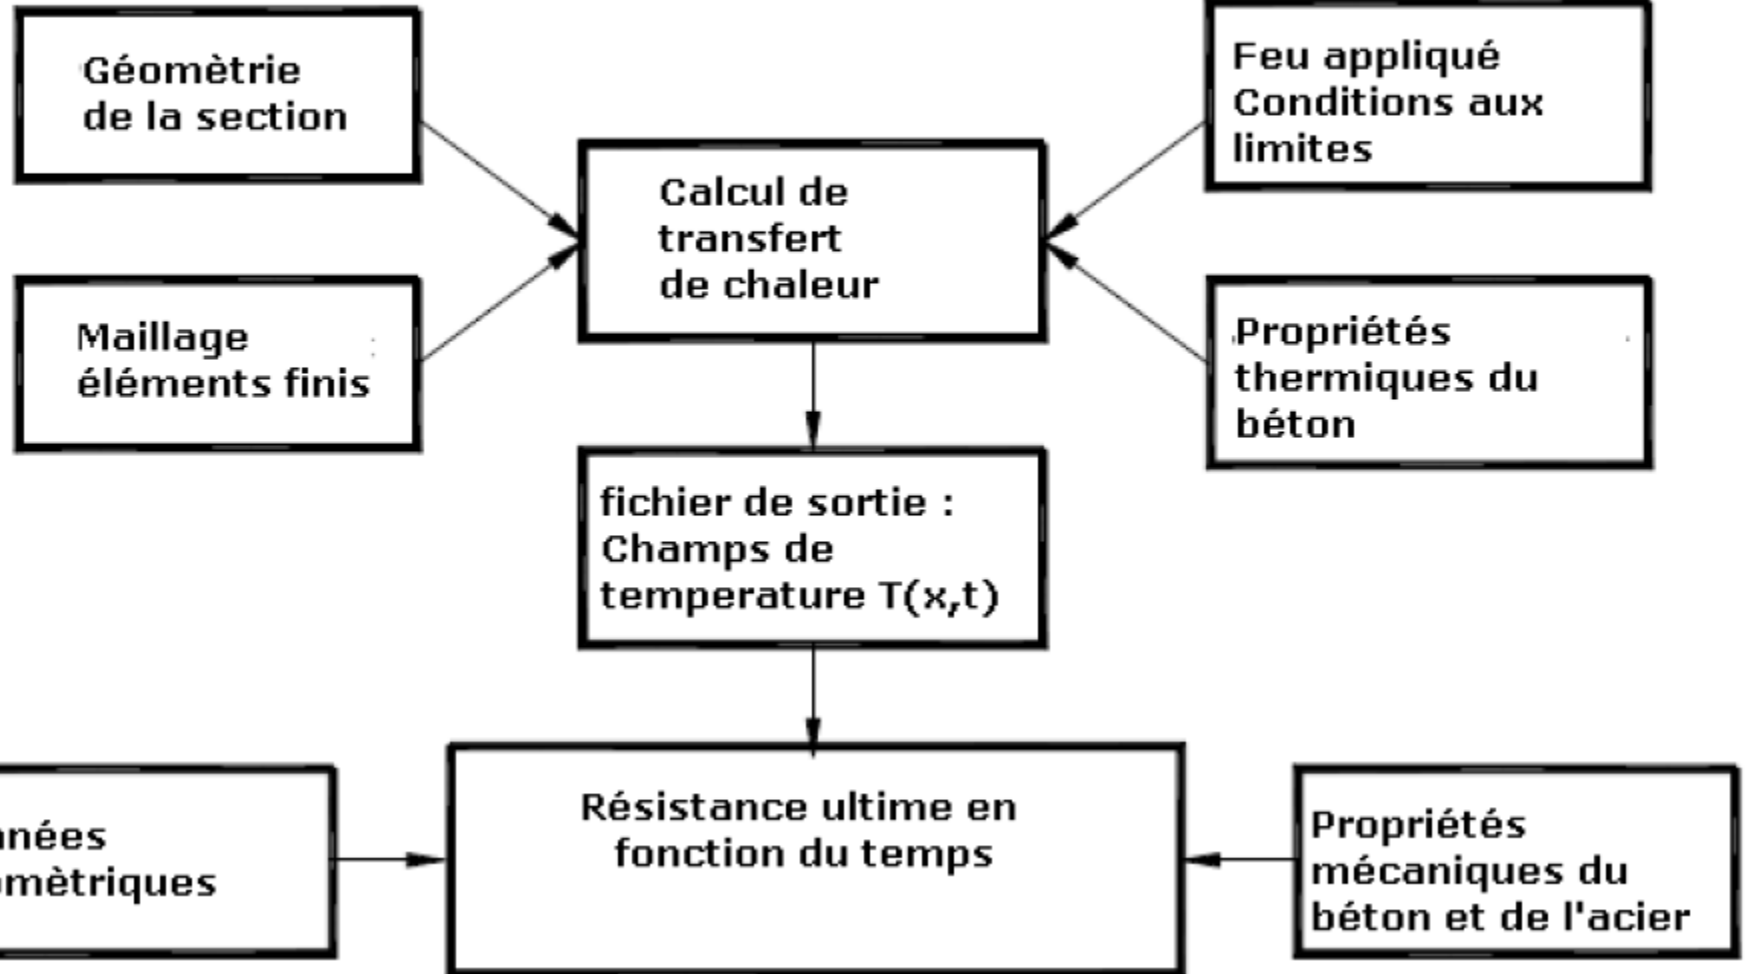 Géomètrie
de la section
Feu appliqué
Conditions aux
limites
Calcul de
transfert
de chaleur
Maillage
éléments finis
Propriétés
thermiques du
béton
fichier de sortie :
Champs de
temperature T(x,t)
Résistance ultime en
fonction du temps
Propriétés
mécaniques du
béton et de l'acier